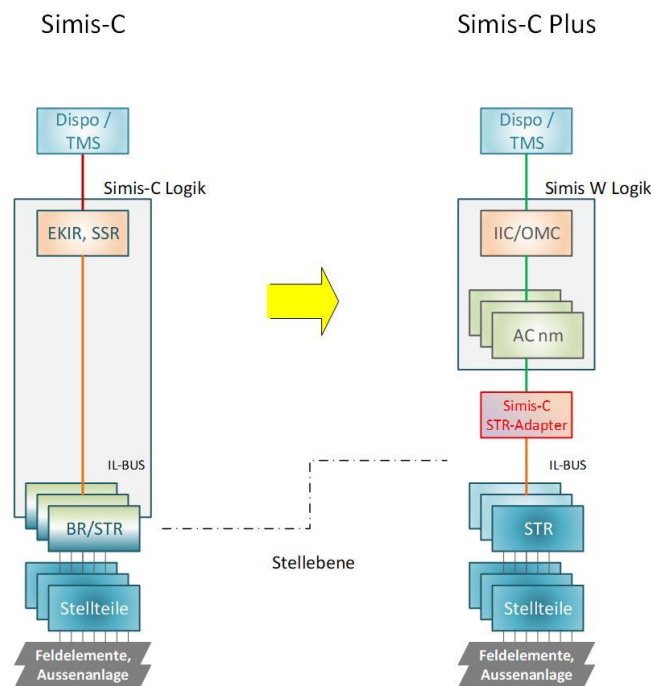 Simis-C
Simis-C Plus
Dispo /
TMS
Simis-C Logik
EKIR, SSR
IL-BUS
BR/STR
Stellteile
Feldelemente,
Aussenanlage
Stellebene
Dispo /
TMS
Simis W Logik
IIC/OMC
AC nm
Simis-C
STR-Adapter
IL-BUS
STR
Stellteile
Feldelemente,
Aussenanlage